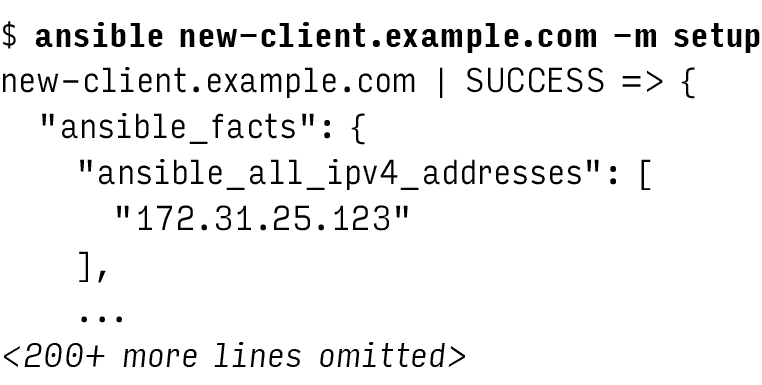 $ ansible new-client.example.com -m setup
new-client.example.com | SUCCESS => {
  "ansible_facts": {
    "ansible_all_ipv4_addresses": [
      "172.31.25.123"
    ],
    ...
<200+ more lines omitted>